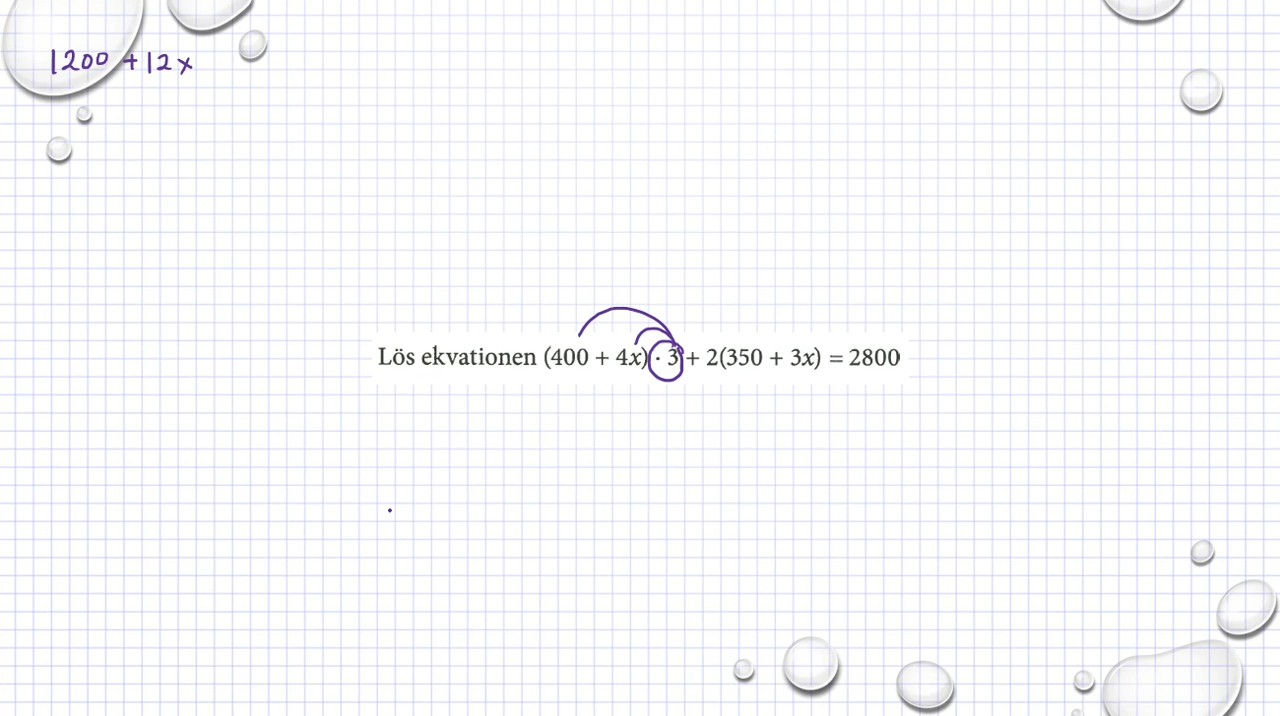 1200 + 12x
Lös ekvationen (400 + 4x) · 3 + 2(350 + 3x) = 2800